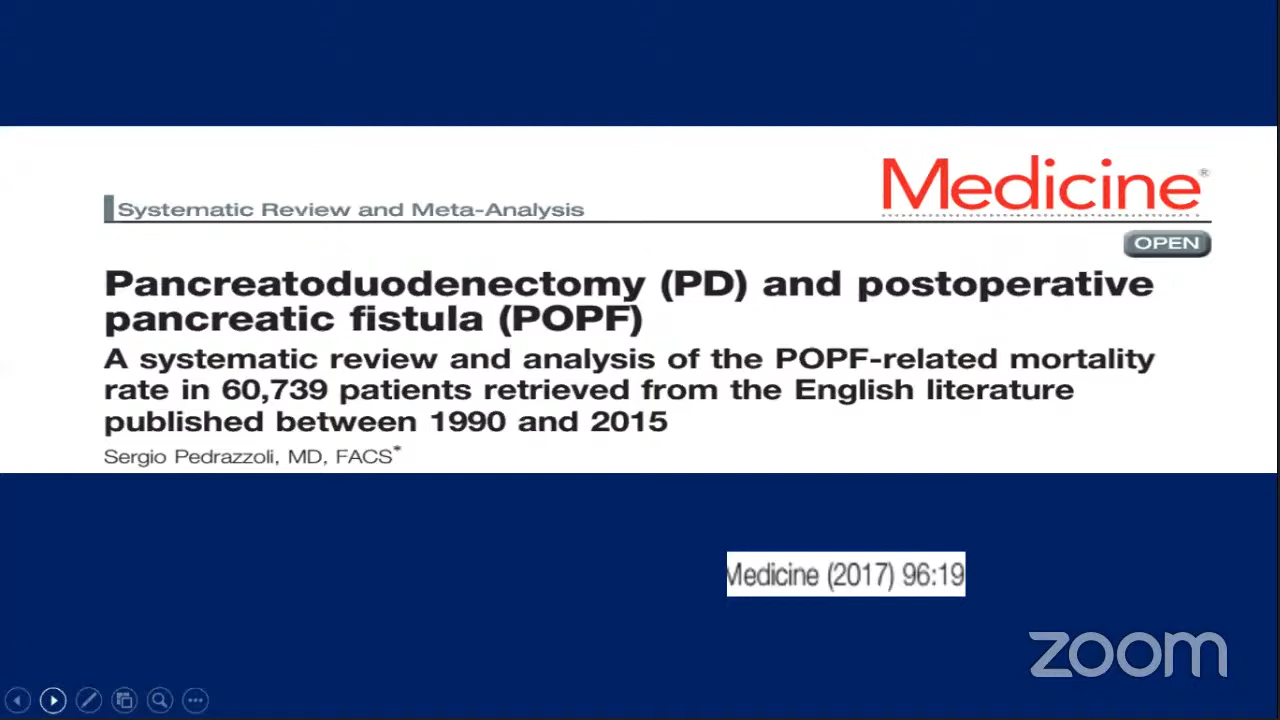 Medicine®
Systematic Review and Meta-Analysis
OPEN
Pancreatoduodenectomy (PD) and postoperative
pancreatic fistula (POPF)
A systematic review and analysis of the POPF-related mortality
rate in 60,739 patients retrieved from the English literature
published between 1990 and 2015
Sergio Pedrazzoli, MD, FACS*
Medicine (2017) 96:19
zoom